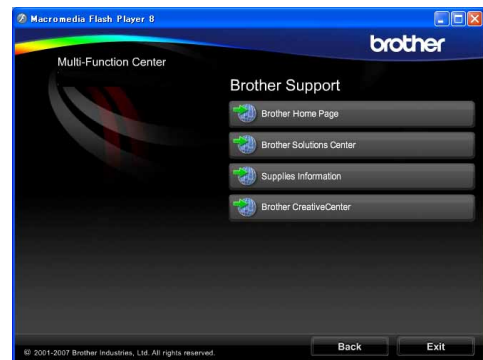 Macromedia Flash Player 8
brother
Multi-Function Center
Brother Support
Brother Home Page
Brother Solutions Center
Supplies Information
Brother CreativeCenter
© 2001-2007 Brother Industries, Ltd. All rights reserved.
Back
Exit